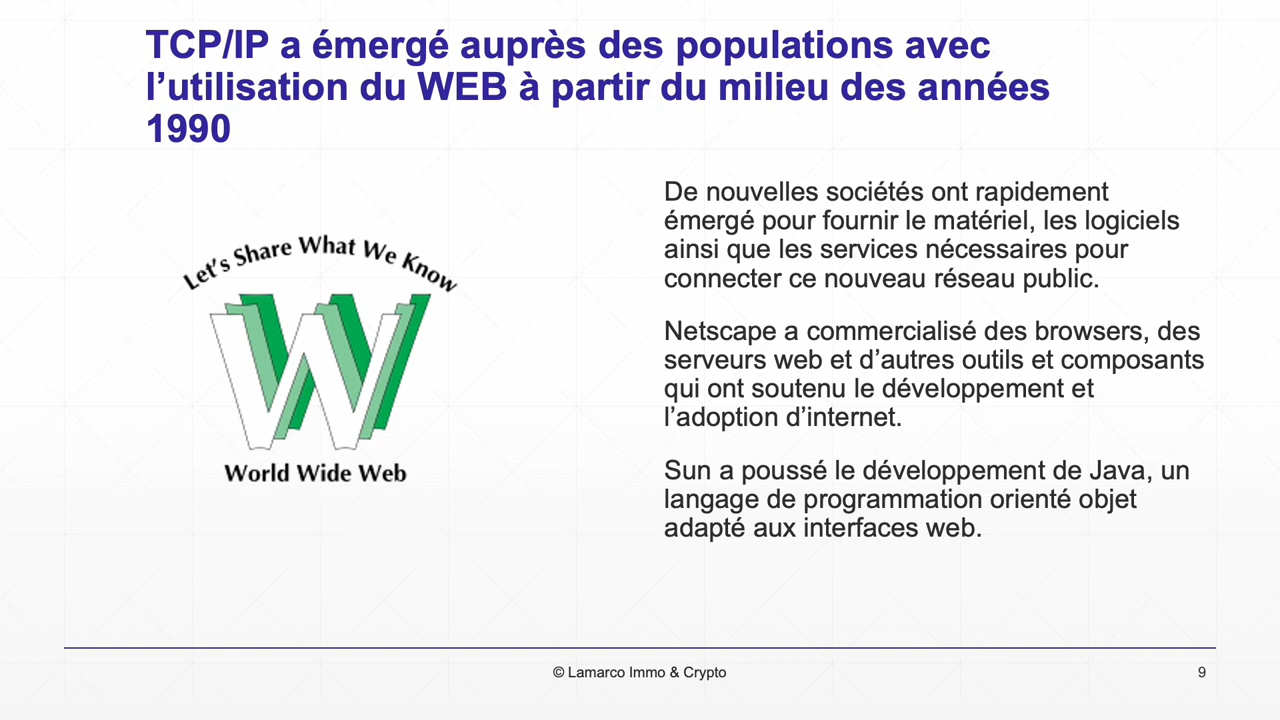 TCP/IP a émergé auprès des populations avec
l’utilisation du WEB à partir du milieu des années
1990
Let's Share What We Know
World Wide Web
De nouvelles sociétés ont rapidement
émergé pour fournir le matériel, les logiciels
ainsi que les services nécessaires pour
connecter ce nouveau réseau public.
Netscape a commercialisé des browsers, des
serveurs web et d’autres outils et composants
qui ont soutenu le développement et
l’adoption d’internet.
Sun a poussé le développement de Java, un
langage de programmation orienté objet
adapté aux interfaces web.
© Lamarco Immo & Crypto
9